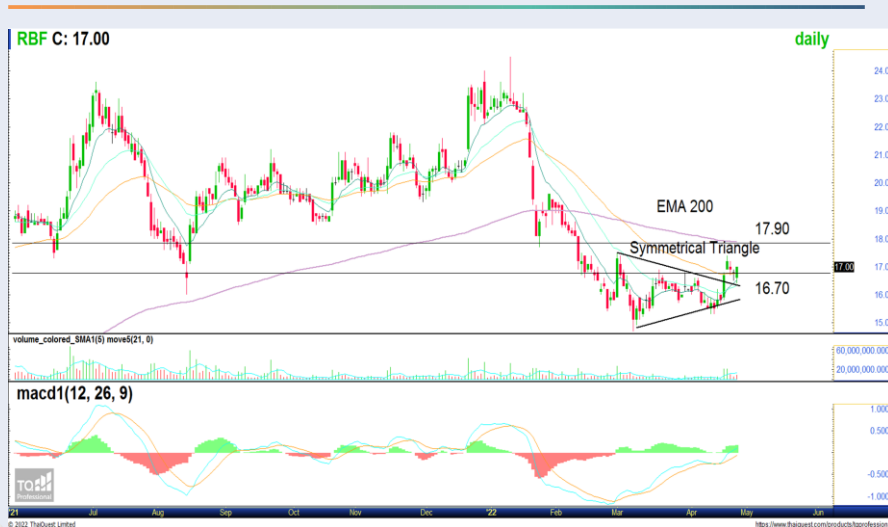 RBF C: 17.00
daily
24.0
23.0
22.0
21.0
20.0
19.0
18.0
17.00
16.0
15.0
EMA 200
17.90
Symmetrical Triangle
16.70
volume_colored_SMA1(5) move5(21, 0)
60,000,000.000
20,000,000.000
macd1(12, 26, 9)
1.000
0.500
-0.500
-1.000
TQ
Professional
'21
Jul
Aug
Sep
Oct
Nov
Dec
'22
Feb
Mar
Apr
May
Jun
© 2022 ThaiQuest Limited
https://www.thaiquest.com/products/tqprofession